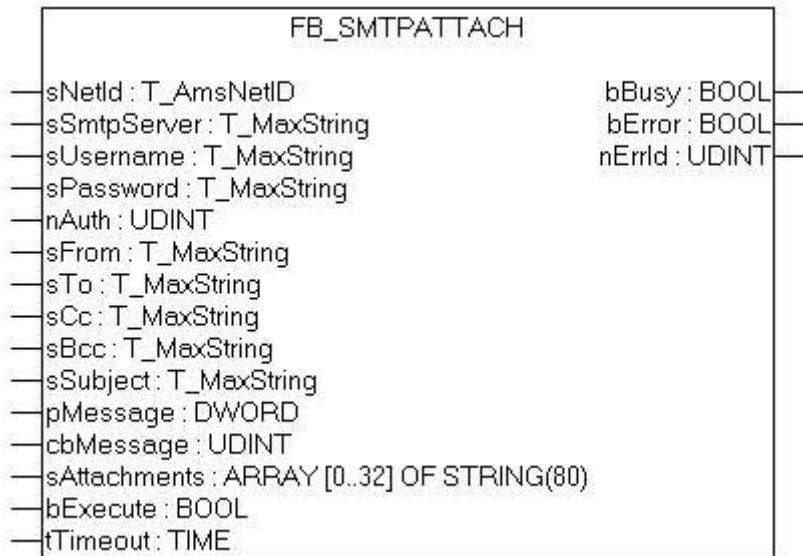 FB_SMTPATTACH
sNetId : T_AmsNetID bBusy : BOOL
sSmtpServer : T_MaxString bError : BOOL
sUsername : T_MaxString nErrId : UDINT
sPassword : T_MaxString
nAuth : UDINT
sFrom : T_MaxString
sTo : T_MaxString
sCc : T_MaxString
sBcc : T_MaxString
sSubject : T_MaxString
pMessage : DWORD
cbMessage : UDINT
sAttachments : ARRAY [0..32] OF STRING(80)
bExecute : BOOL
tTimeout : TIME